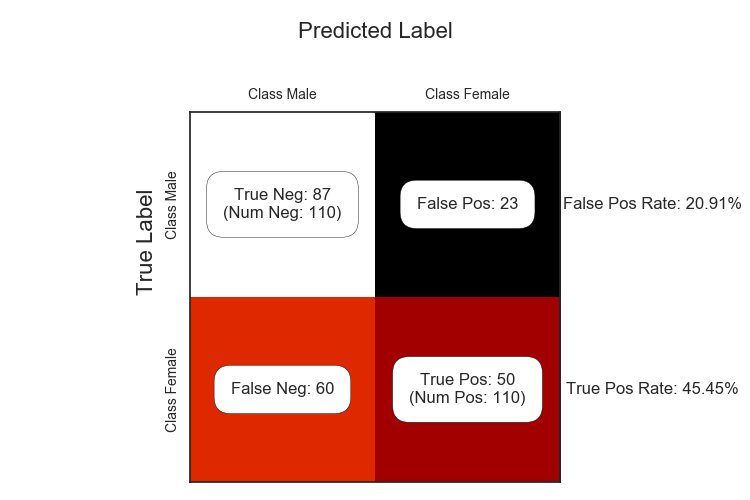 Predicted Label
Class Male
Class Female
True Label
Class Male
True Neg: 87
(Num Neg: 110)
False Pos: 23
False Pos Rate: 20.91%
Class Female
False Neg: 60
True Pos: 50
(Num Pos: 110)
True Pos Rate: 45.45%